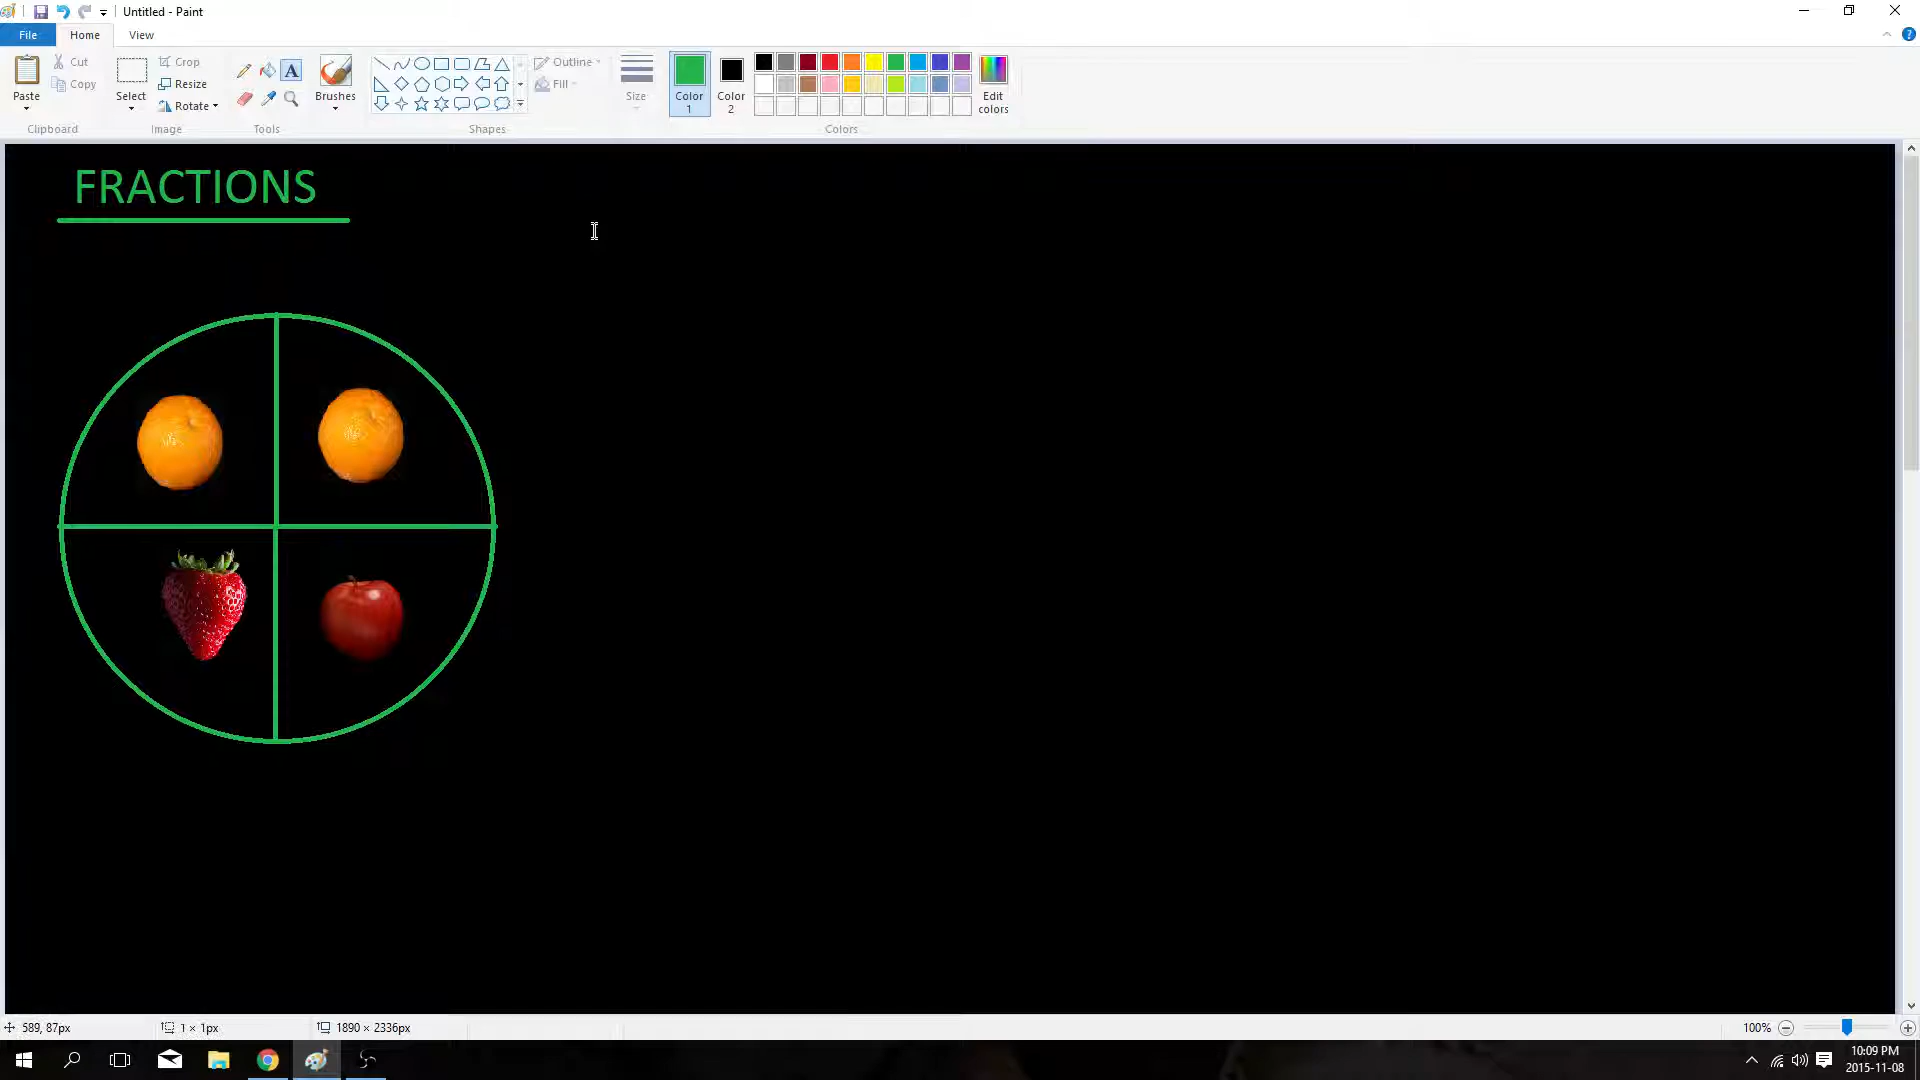 Untitled - Paint
File Home View
Paste
Cut
Copy
Clipboard
Select
Crop
Resize
Rotate
Image
A
Tools
Brushes
Outline
Fill
Shapes
Size
Color 1
Color 2
Edit colors
Colors
FRACTIONS
589, 87px
1 × 1px
1890 × 2336px
100%
10:09 PM
2015-11-08